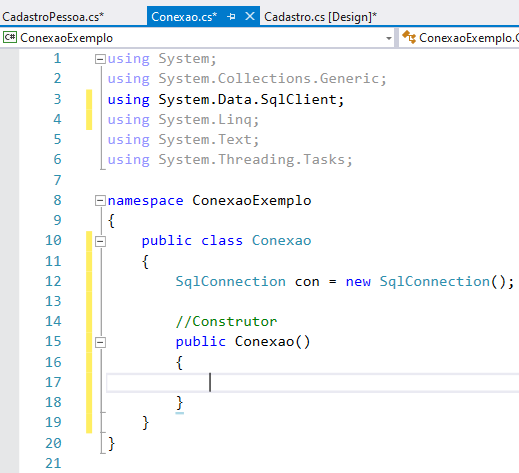 CadastroPessoa.cs* Conexao.cs* Cadastro.cs [Design]*
C# ConexaoExemplo ConexaoExemplo.C
1 using System;
2 using System.Collections.Generic;
3 using System.Data.SqlClient;
4 using System.Linq;
5 using System.Text;
6 using System.Threading.Tasks;
7
8 namespace ConexaoExemplo
9 {
10 public class Conexao
11 {
12 SqlConnection con = new SqlConnection();
13
14 //Construtor
15 public Conexao()
16 {
17
18 }
19 }
20 }
21